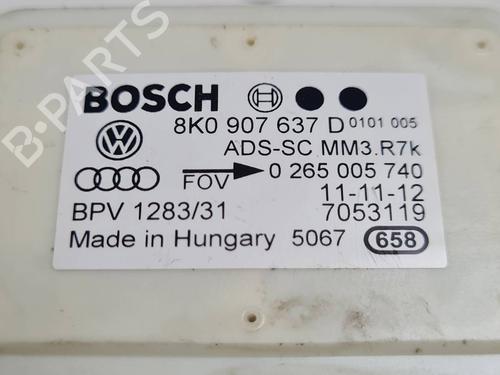 BOSCH
8K0 907 637 D 0101 005
ADS-SC MM3.R7k
FOV 0 265 005 740
11-11-12
BPV 1283/31 7053119
Made in Hungary 5067 658
B-PARTS